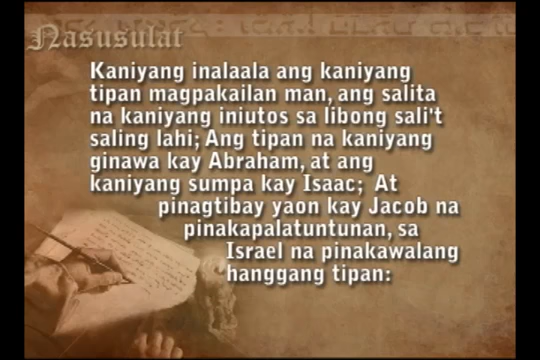 Nasusulat
Kaniyang inalaala ang kaniyang
tipan magpakailan man, ang salita
na kaniyang iniutos sa libong sali't
saling lahi; Ang tipan na kaniyang
ginawa kay Abraham, at ang
kaniyang sumpa kay Isaac; At
pinagtibay yaon kay Jacob na
pinakapalatuntunan, sa
Israel na pinakawalang
hanggang tipan: